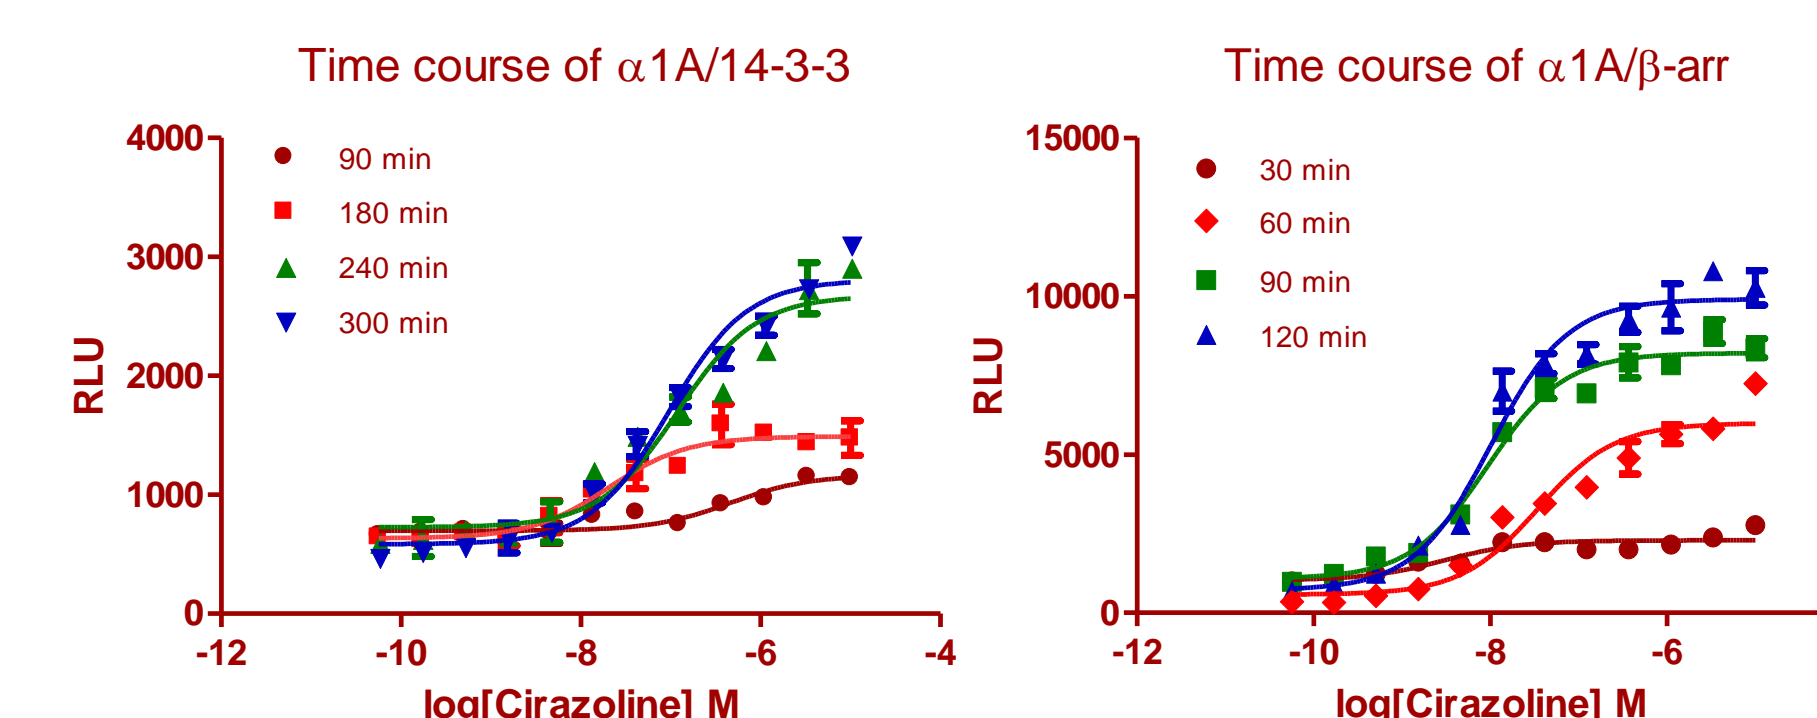 Time course of α1A/14-3-3
4000
3000
2000
1000
0
RLU
90 min
180 min
240 min
300 min
-12
-10
-8
-6
-4
log[Cirazoline] M
Time course of α1A/β-arr
15000
10000
5000
0
RLU
30 min
60 min
90 min
120 min
-12
-10
-8
-6
log[Cirazoline] M